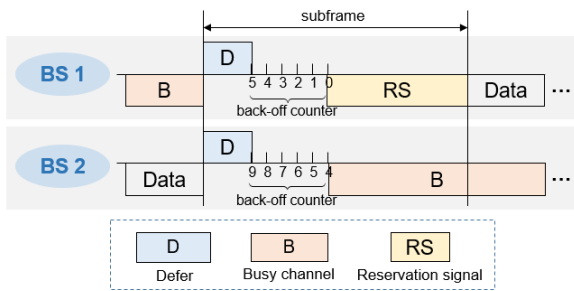 subframe
BS 1
D
B
5 4 3 2 1 0
back-off counter
RS
Data
...
BS 2
D
Data
9 8 7 6 5 4
back-off counter
B
...
D
B
RS
Defer
Busy channel
Reservation signal